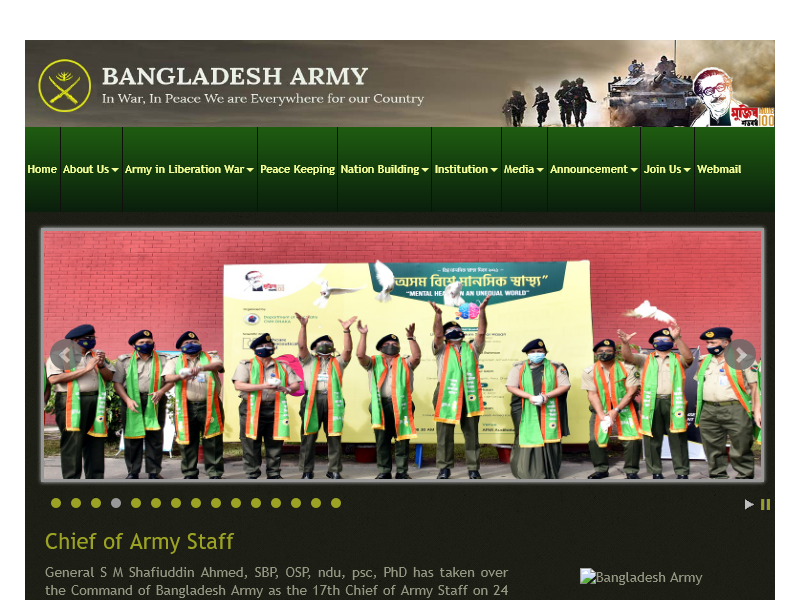 BANGLADESH ARMY
In War, In Peace We are Everywhere for our Country
মুজিব
শতবর্ষ 100
Home About Us Army in Liberation War Peace Keeping Nation Building Institution Media Announcement Join Us Webmail
"অসম বিশ্বে মানসিক স্বাস্থ্য"
"MENTAL HEALTH IN AN UNEQUAL WORLD"
Chief of Army Staff
General S M Shafiuddin Ahmed, SBP, OSP, ndu, psc, PhD has taken over
the Command of Bangladesh Army as the 17th Chief of Army Staff on 24
Bangladesh Army